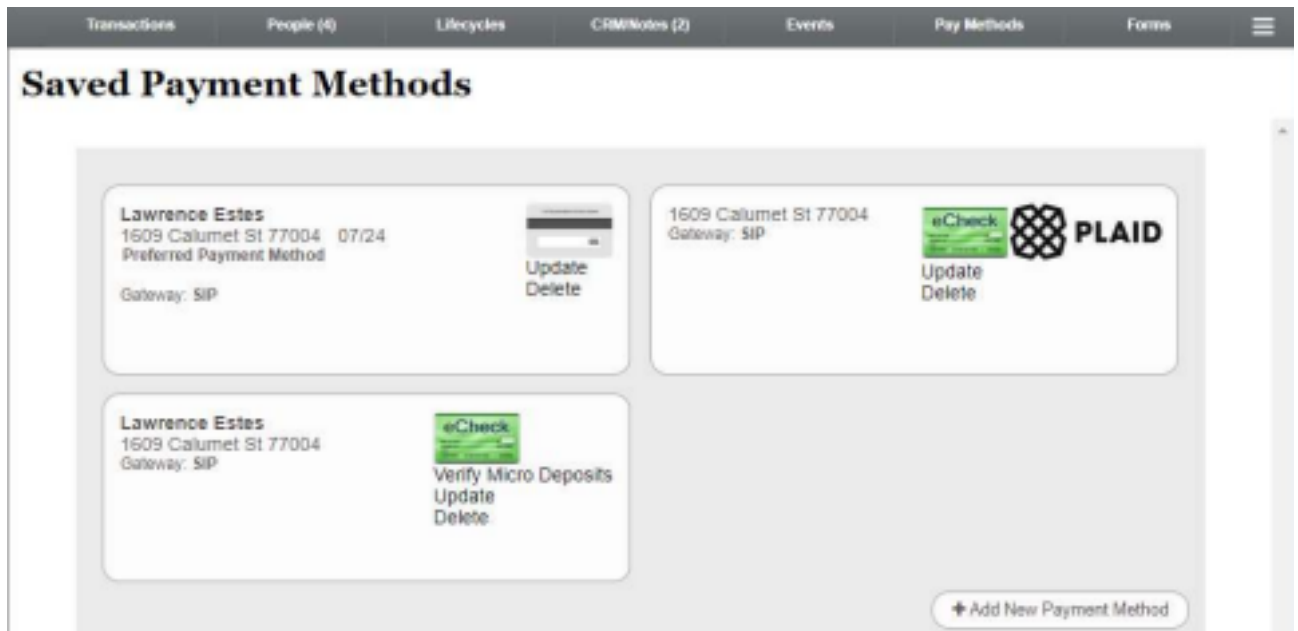 Transactions People (4) Lifecycles CRM/Notes (2) Events Pay Methods Forms
Saved Payment Methods
Lawrence Estes
1609 Calumet St 77004 07/24
Preferred Payment Method
Gateway: SIP
Update
Delete
1609 Calumet St 77004
Gateway: SIP
eCheck
PLAID
Update
Delete
Lawrence Estes
1609 Calumet St 77004
Gateway: SIP
eCheck
Verify Micro Deposits
Update
Delete
+ Add New Payment Method